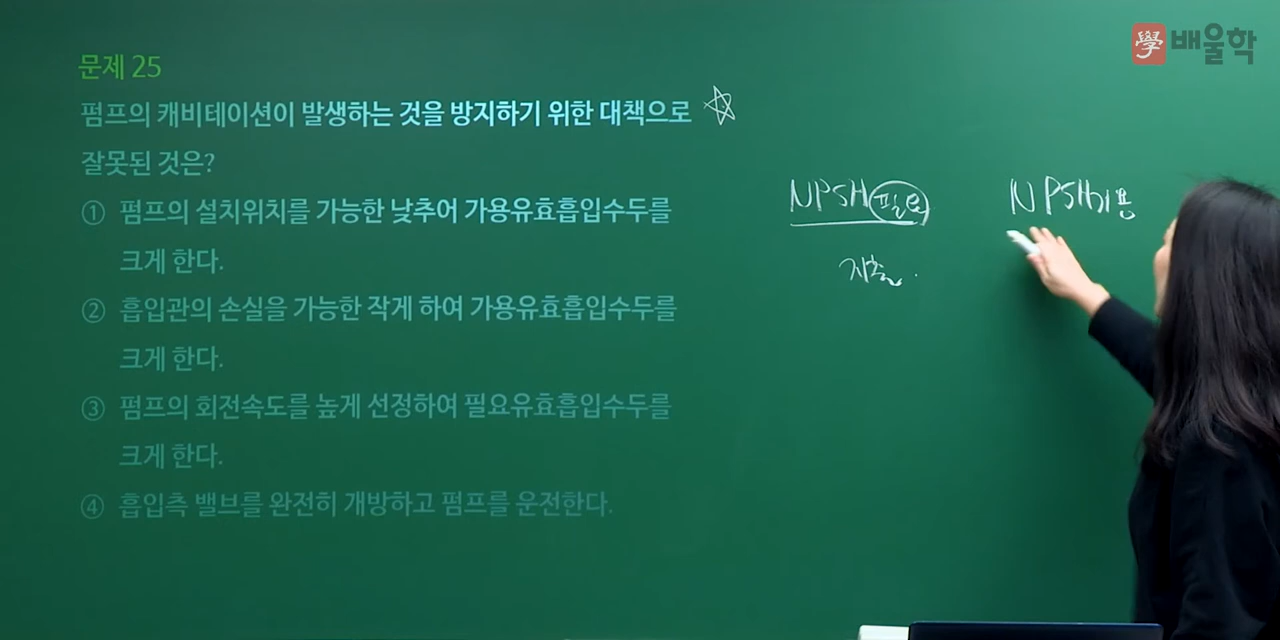 學 배울학
문제 25
펌프의 캐비테이션이 발생하는 것을 방지하기 위한 대책으로
잘못된 것은?
① 펌프의 설치위치를 가능한 낮추어 가용유효흡입수두를
크게 한다.
② 흡입관의 손실을 가능한 작게 하여 가용유효흡입수두를
크게 한다.
③ 펌프의 회전속도를 높게 선정하여 필요유효흡입수두를
크게 한다.
④ 흡입측 밸브를 완전히 개방하고 펌프를 운전한다.
NPSH필요
지출
NPSH가용